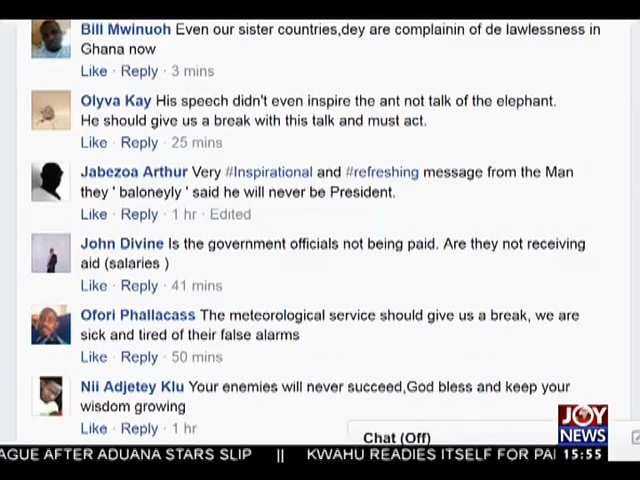 Bill Mwinuoh Even our sister countries,dey are complainin of de lawlessness in
Ghana now
Like · Reply · 3 mins
Olyva Kay His speech didn't even inspire the ant not talk of the elephant.
He should give us a break with this talk and must act.
Like · Reply · 25 mins
Jabezoa Arthur Very #Inspirational and #refreshing message from the Man
they ' baloneyly ' said he will never be President.
Like · Reply · 1 hr · Edited
John Divine Is the government officials not being paid. Are they not receiving
aid (salaries )
Like · Reply · 41 mins
Ofori Phallacass The meteorological service should give us a break, we are
sick and tired of their false alarms
Like · Reply · 50 mins
Nii Adjetey Klu Your enemies will never succeed,God bless and keep your
wisdom growing
Like · Reply · 1 hr
Chat (Off)
JOY
NEWS
AGUE AFTER ADUANA STARS SLIP || KWAHU READIES ITSELF FOR PA 15:55